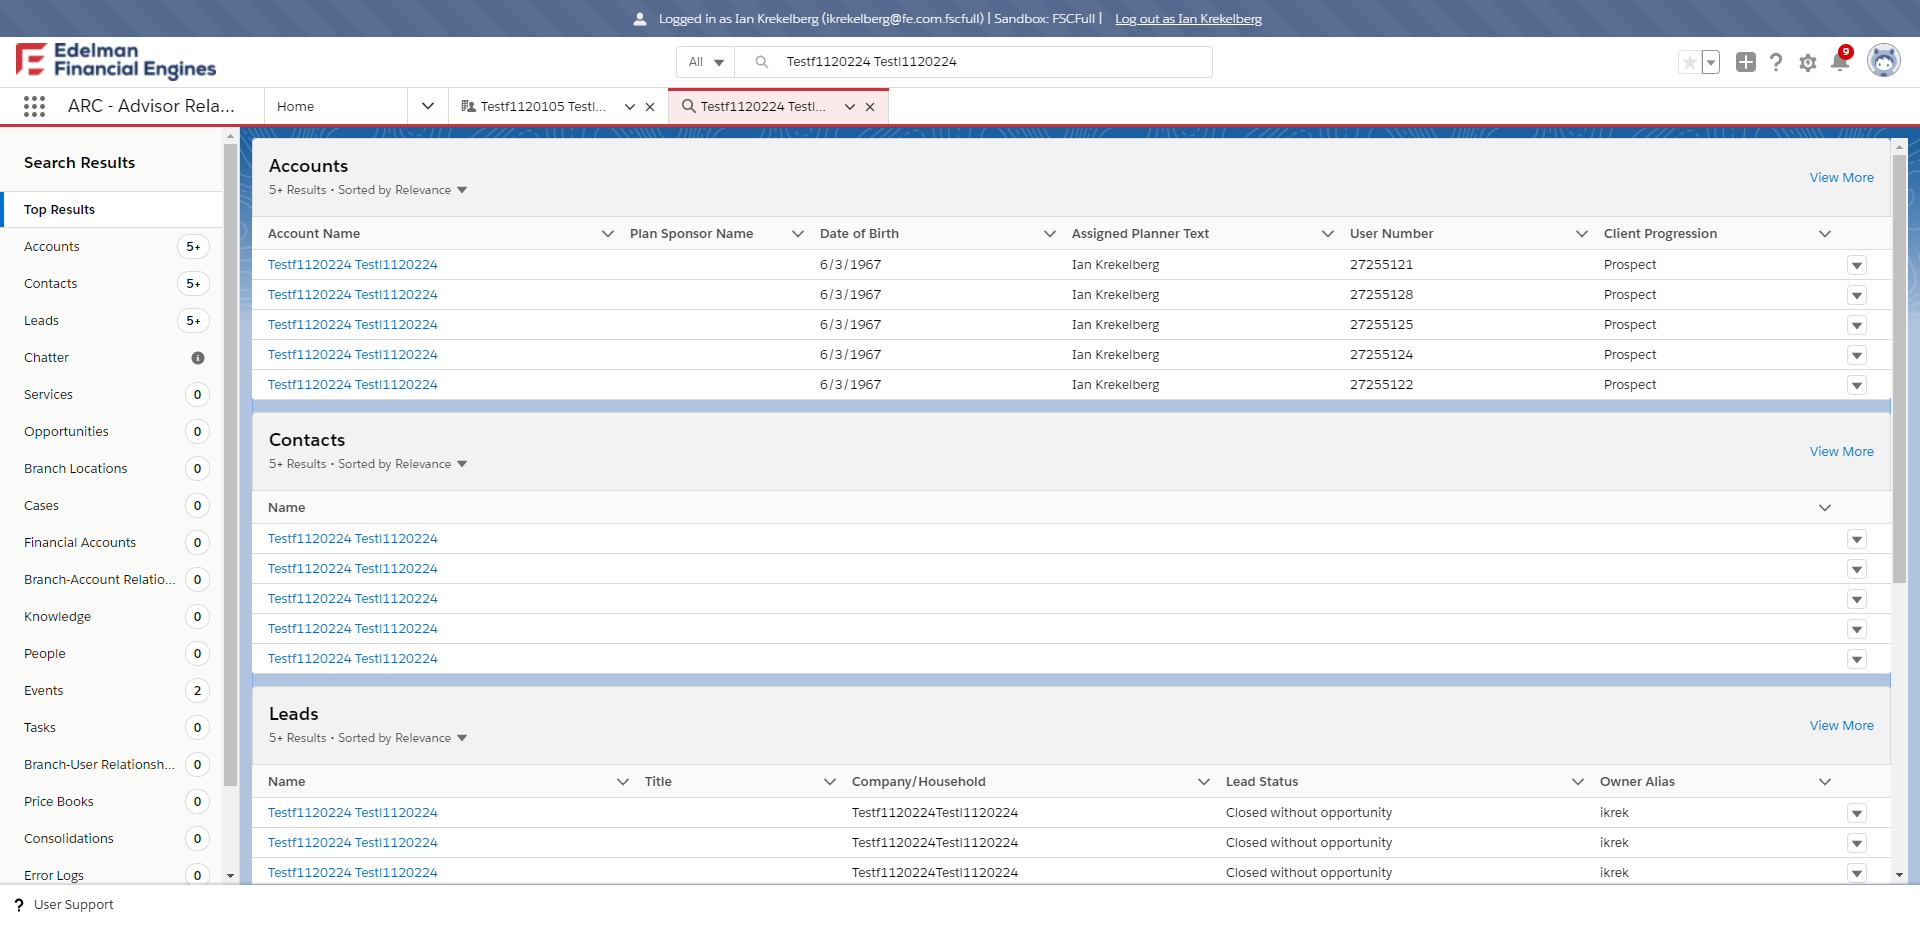 Logged in as Ian Krekelberg (ikrekelberg@fe.com.fscfull) | Sandbox: FSCFull | Log out as Ian Krekelberg
Edelman
Financial Engines
All
Testf1120224 Testl1120224
9
ARC - Advisor Rela...
Home
Testf1120105 Testl...
Testf1120224 Testl...
Search Results
Top Results
Accounts 5+
Contacts 5+
Leads 5+
Chatter
Services 0
Opportunities 0
Branch Locations 0
Cases 0
Financial Accounts 0
Branch-Account Relatio... 0
Knowledge 0
People 0
Events 2
Tasks 0
Branch-User Relationsh... 0
Price Books 0
Consolidations 0
Error Logs 0
Accounts
5+ Results • Sorted by Relevance
View More
Account Name Plan Sponsor Name Date of Birth Assigned Planner Text User Number Client Progression
Testf1120224 Testl1120224 6/3/1967 Ian Krekelberg 27255121 Prospect
Testf1120224 Testl1120224 6/3/1967 Ian Krekelberg 27255128 Prospect
Testf1120224 Testl1120224 6/3/1967 Ian Krekelberg 27255125 Prospect
Testf1120224 Testl1120224 6/3/1967 Ian Krekelberg 27255124 Prospect
Testf1120224 Testl1120224 6/3/1967 Ian Krekelberg 27255122 Prospect
Contacts
5+ Results • Sorted by Relevance
View More
Name
Testf1120224 Testl1120224
Testf1120224 Testl1120224
Testf1120224 Testl1120224
Testf1120224 Testl1120224
Testf1120224 Testl1120224
Leads
5+ Results • Sorted by Relevance
View More
Name Title Company/Household Lead Status Owner Alias
Testf1120224 Testl1120224 Testf1120224Testl1120224 Closed without opportunity ikrek
Testf1120224 Testl1120224 Testf1120224Testl1120224 Closed without opportunity ikrek
Testf1120224 Testl1120224 Testf1120224Testl1120224 Closed without opportunity ikrek
? User Support